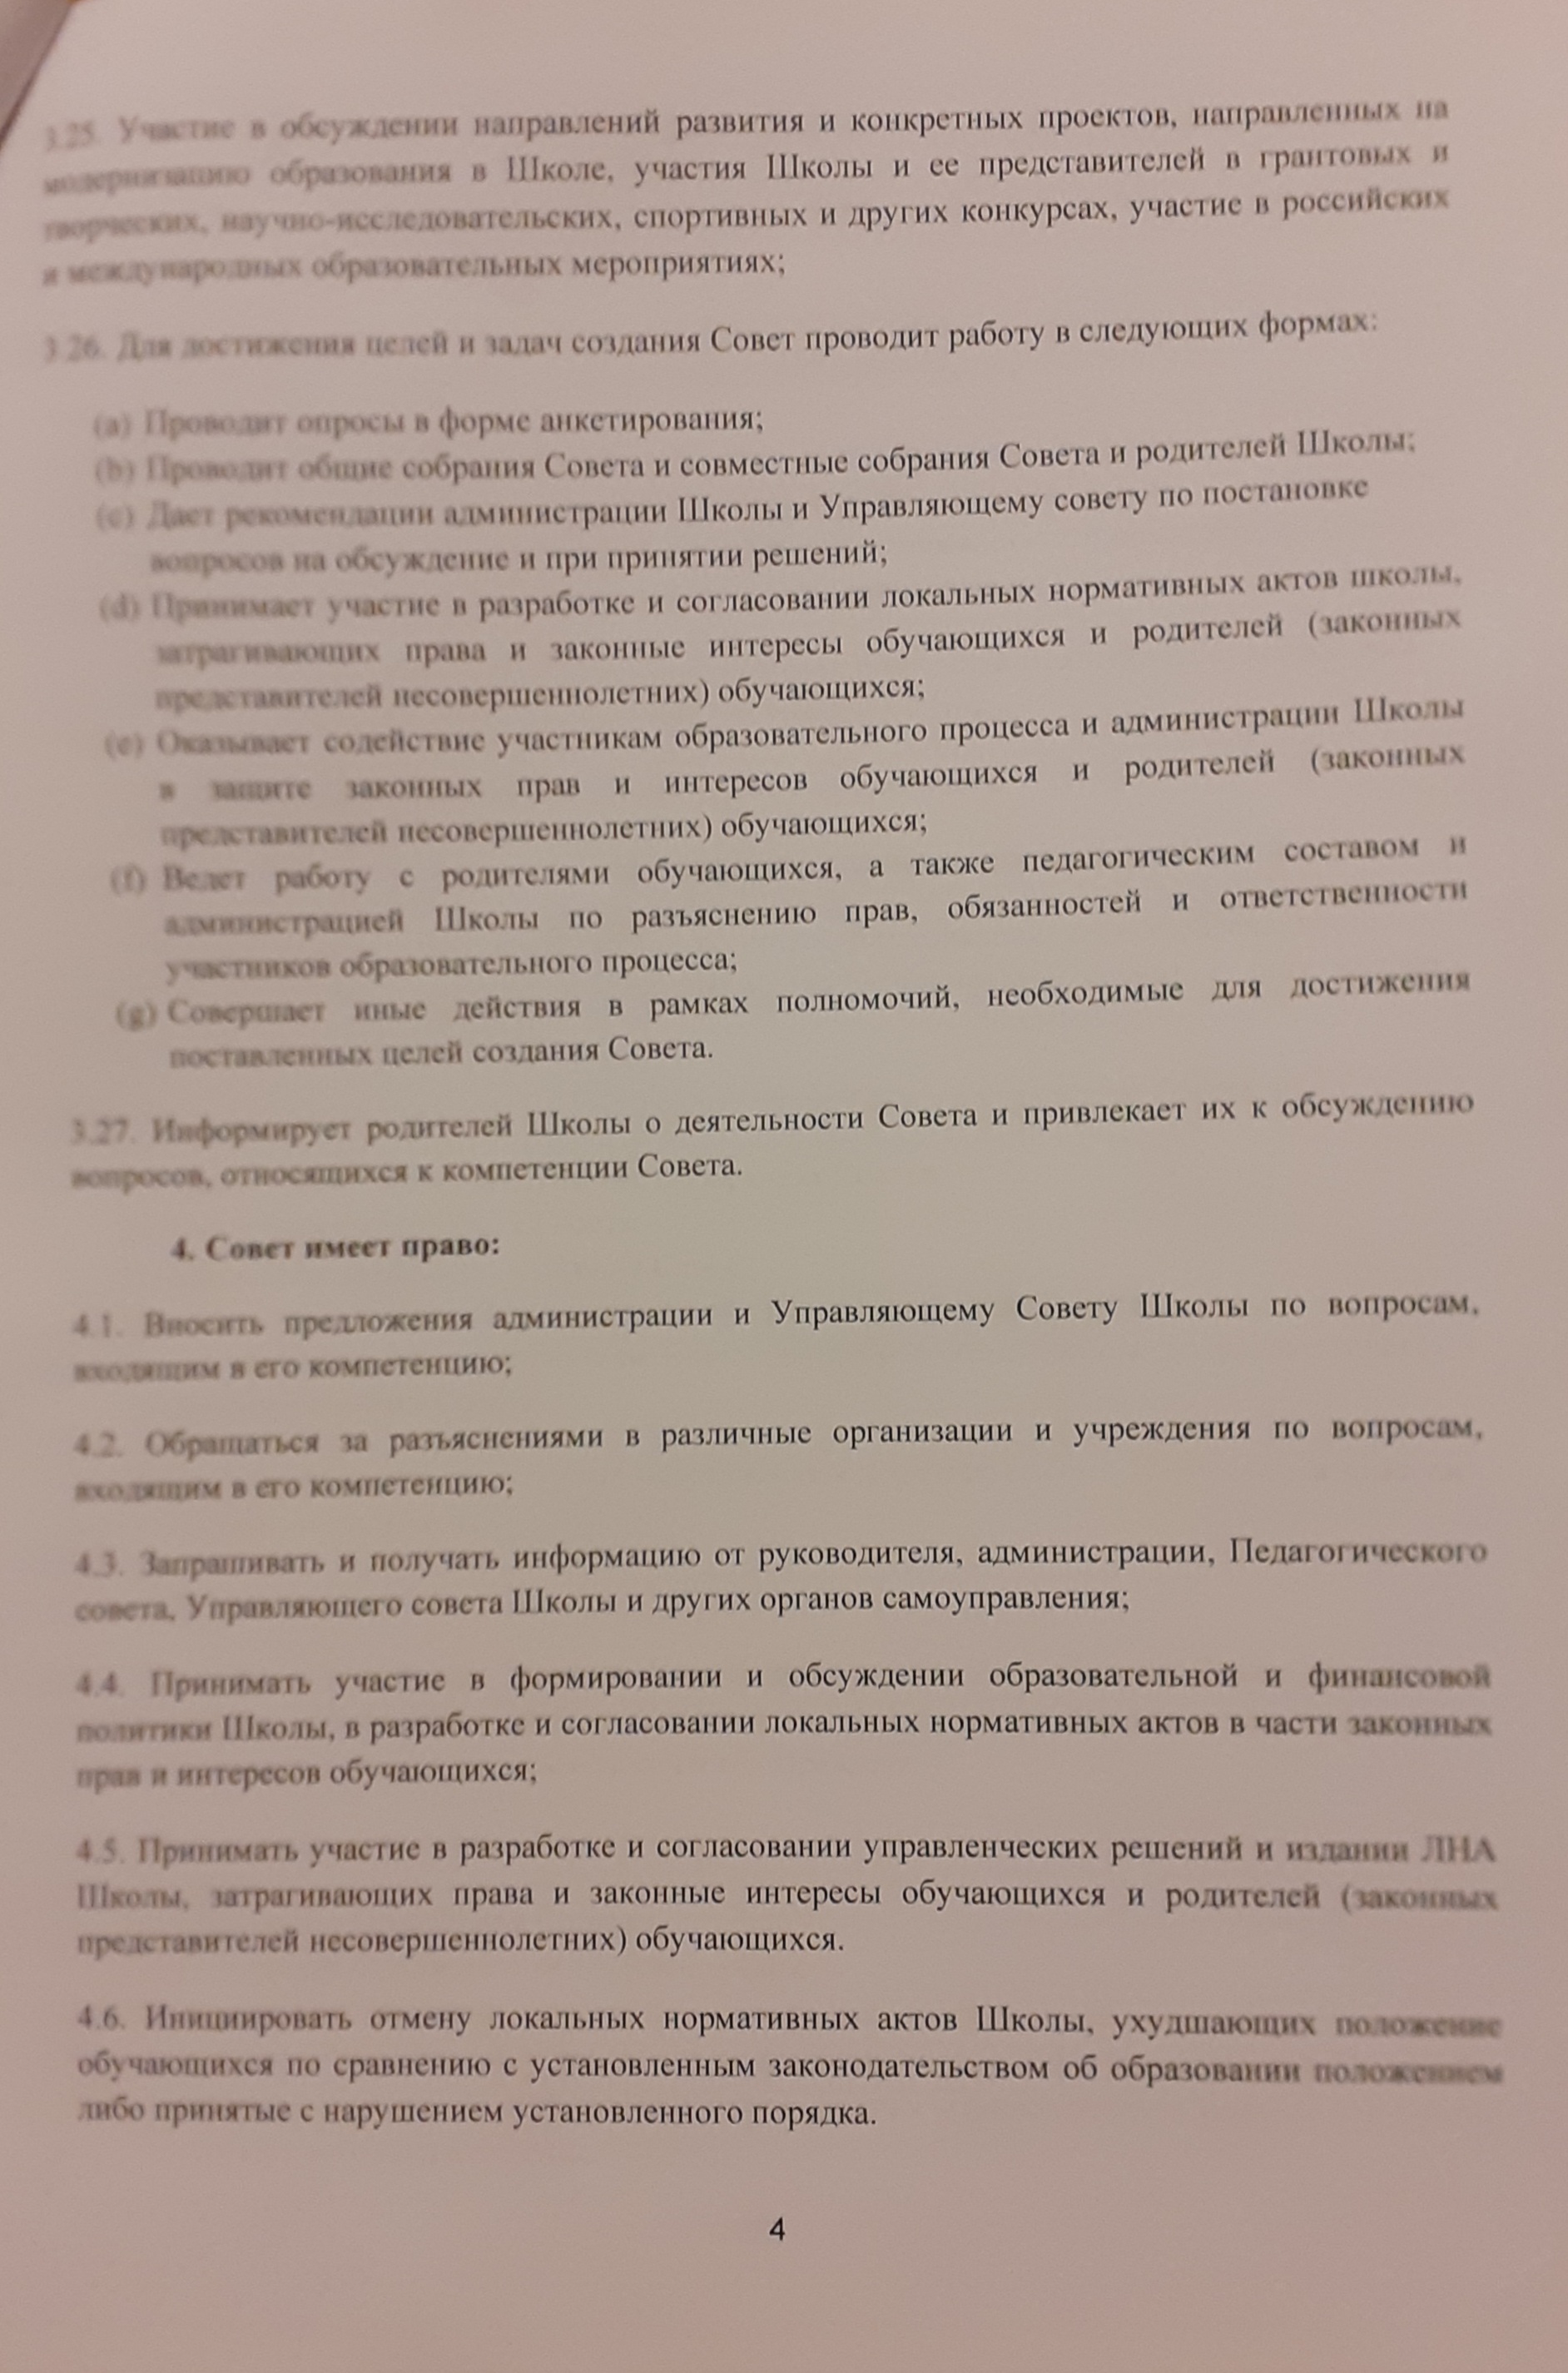 3.25. Участие в обсуждении направлений развития и конкретных проектов, направленных на
модернизацию образования в Школе, участия Школы и ее представителей в грантовых и
творческих, научно-исследовательских, спортивных и других конкурсах, участие в российских
и международных образовательных мероприятиях;
3.26. Для достижения целей и задач создания Совет проводит работу в следующих формах:
(a) Проводит опросы в форме анкетирования;
(b) Проводит общие собрания Совета и совместные собрания Совета и родителей Школы;
(c) Дает рекомендации администрации Школы и Управляющему совету по постановке
вопросов на обсуждение и при принятии решений;
(d) Принимает участие в разработке и согласовании локальных нормативных актов школы,
затрагивающих права и законные интересы обучающихся и родителей (законных
представителей несовершеннолетних) обучающихся;
(e) Оказывает содействие участникам образовательного процесса и администрации Школы
в защите законных прав и интересов обучающихся и родителей (законных
представителей несовершеннолетних) обучающихся;
(f) Ведет работу с родителями обучающихся, а также педагогическим составом и
администрацией Школы по разъяснению прав, обязанностей и ответственности
участников образовательного процесса;
(g) Совершает иные действия в рамках полномочий, необходимые для достижения
поставленных целей создания Совета.
3.27. Информирует родителей Школы о деятельности Совета и привлекает их к обсуждению
вопросов, относящихся к компетенции Совета.
4. Совет имеет право:
4.1. Вносить предложения администрации и Управляющему Совету Школы по вопросам,
входящим в его компетенцию;
4.2. Обращаться за разъяснениями в различные организации и учреждения по вопросам,
входящим в его компетенцию;
4.3. Запрашивать и получать информацию от руководителя, администрации, Педагогического
совета, Управляющего совета Школы и других органов самоуправления;
4.4. Принимать участие в формировании и обсуждении образовательной и финансовой
политики Школы, в разработке и согласовании локальных нормативных актов в части законных
прав и интересов обучающихся;
4.5. Принимать участие в разработке и согласовании управленческих решений и издании ЛНА
Школы, затрагивающих права и законные интересы обучающихся и родителей (законных
представителей несовершеннолетних) обучающихся.
4.6. Инициировать отмену локальных нормативных актов Школы, ухудшающих положение
обучающихся по сравнению с установленным законодательством об образовании положением
либо принятые с нарушением установленного порядка.
4